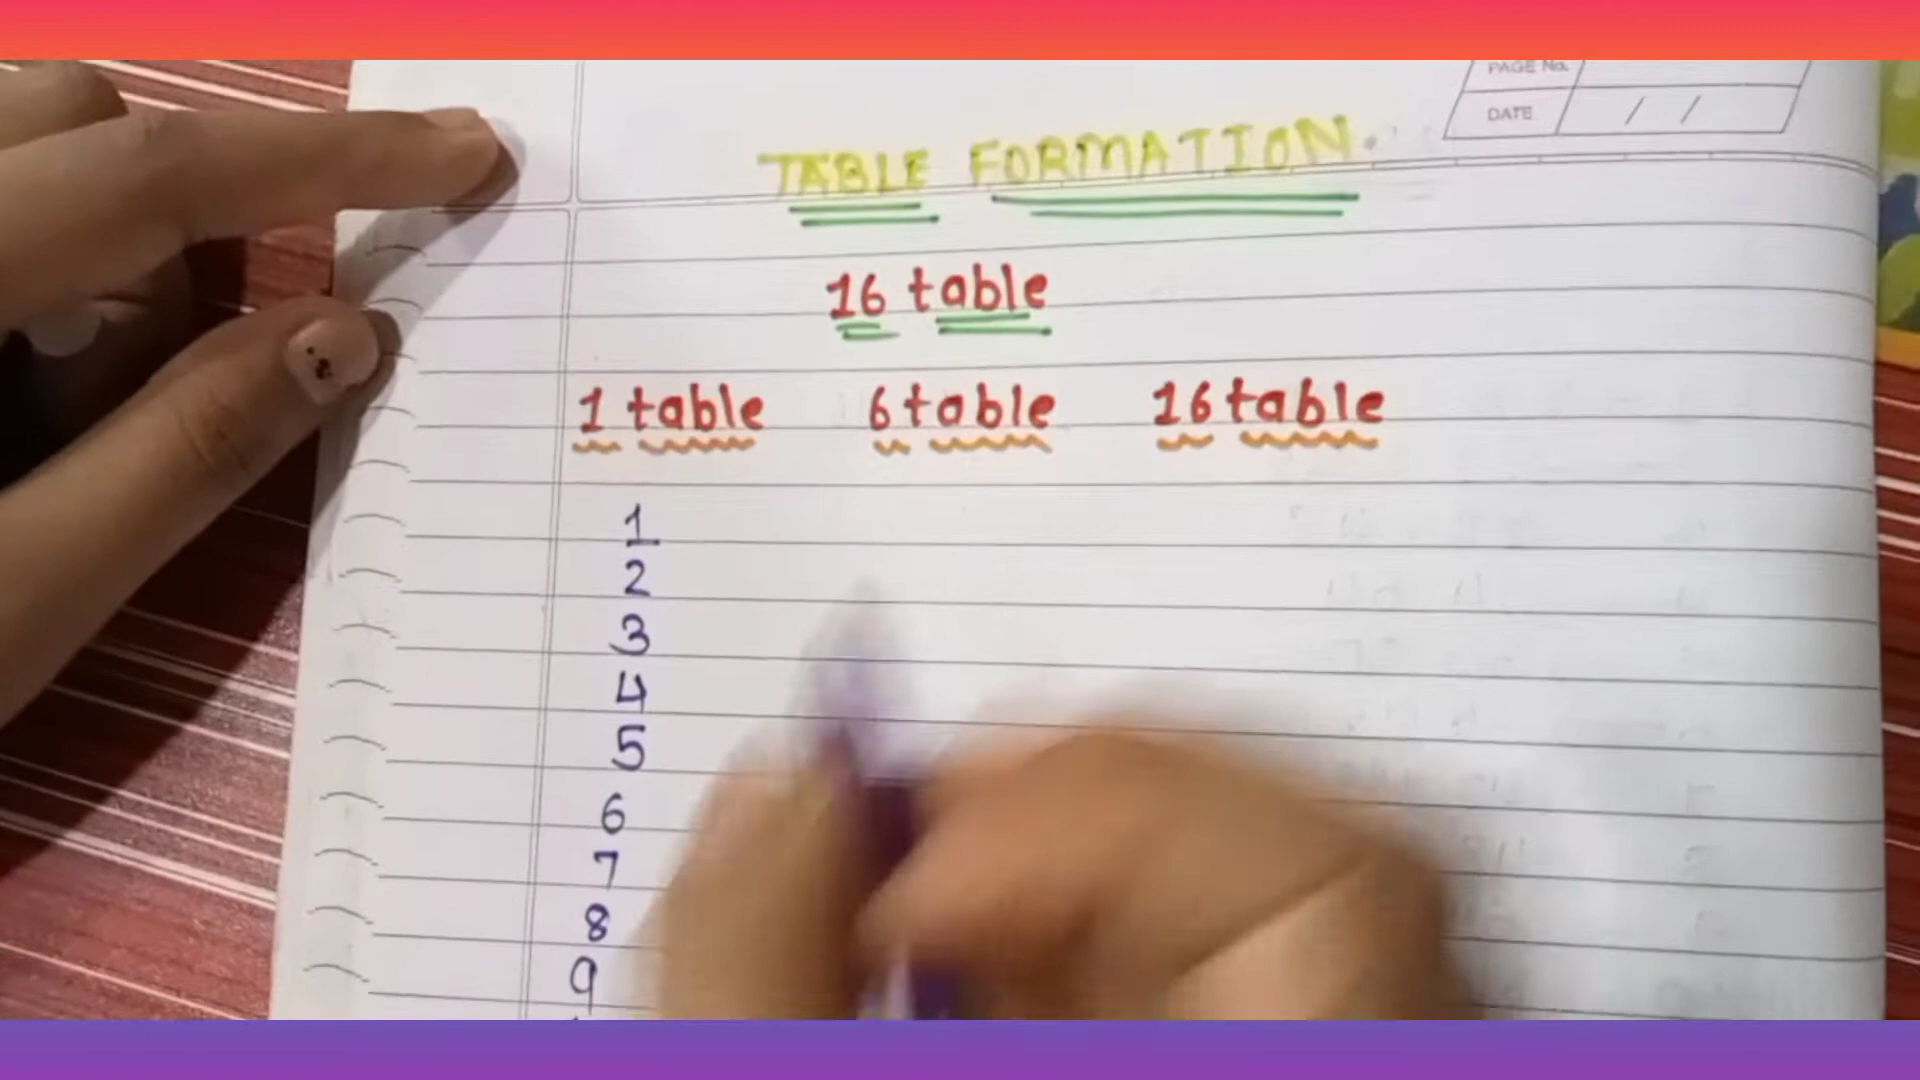 PAGE No.
DATE / /
TABLE FORMATION.
16 table
1 table 6 table 16 table
1
2
3
4
5
6
7
8
9